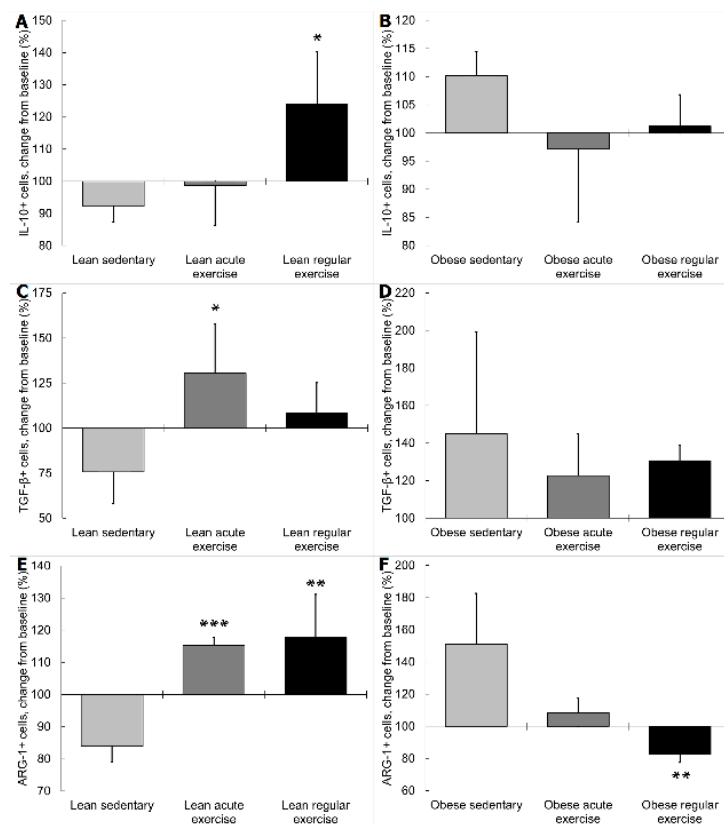 A
IL-10+ cells, change from baseline (%)
150
140
130
120
110
100
90
80
*
Lean sedentary
Lean acute
exercise
Lean regular
exercise
B
IL-10+ cells, change from baseline (%)
120
115
110
105
100
95
90
85
80
Obese sedentary
Obese acute
exercise
Obese regular
exercise
C
TGF-β+ cells, change from baseline (%)
175
150
125
100
75
50
*
Lean sedentary
Lean acute
exercise
Lean regular
exercise
D
TGF-β+ cells, change from baseline (%)
220
200
180
160
140
120
100
Obese sedentary
Obese acute
exercise
Obese regular
exercise
E
ARG-1+ cells, change from baseline (%)
140
130
120
110
100
90
80
70
***
**
Lean sedentary
Lean acute
exercise
Lean regular
exercise
F
ARG-1+ cells, change from baseline (%)
200
180
160
140
120
100
80
60
**
Obese sedentary
Obese acute
exercise
Obese regular
exercise